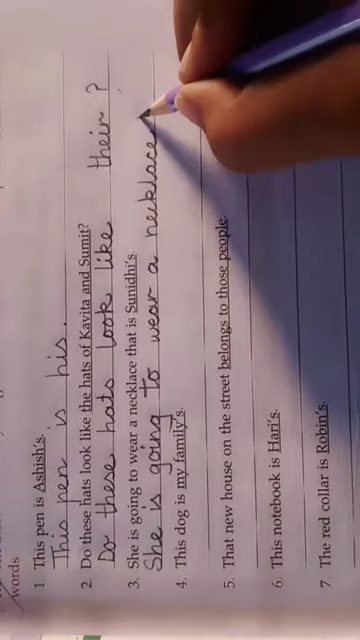 words.
1. This pen is Ashish's.
This pen is his.
2. Do these hats look like the hats of Kavita and Sumit?
Do these hats look like their ?
3. She is going to wear a necklace that is Sunidhi's.
She is going to wear a necklace
4. This dog is my family's.
5. That new house on the street belongs to those people.
6. This notebook is Hari's.
7. The red collar is Robin's.